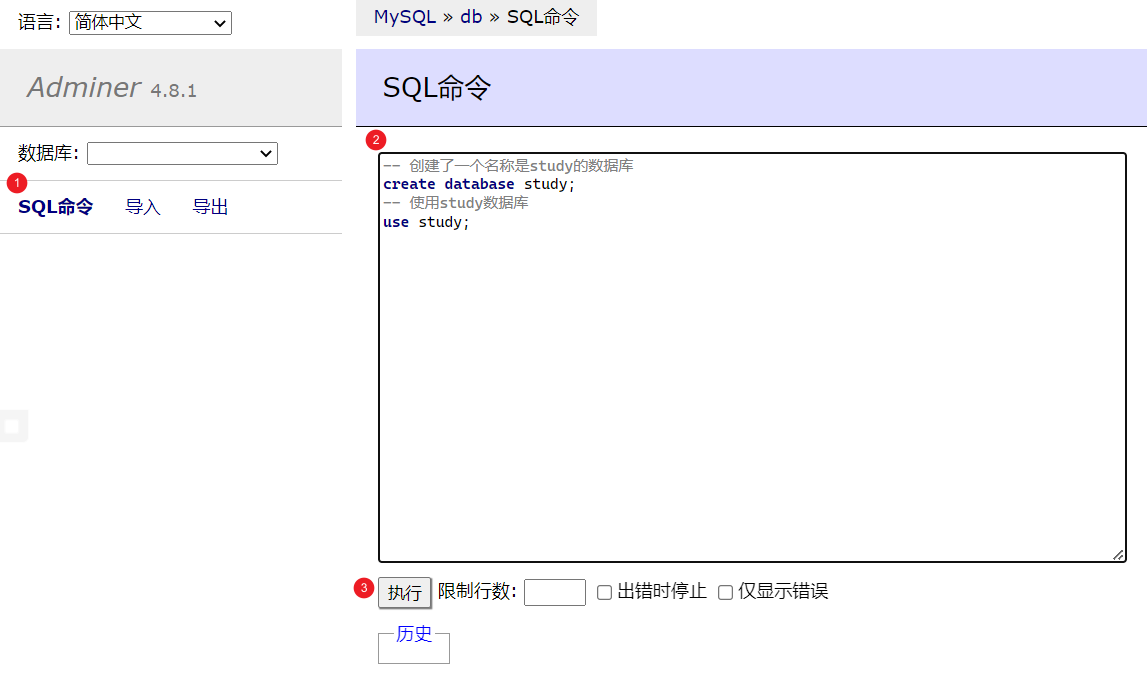 语言: 简体中文
MySQL » db » SQL命令
Adminer 4.8.1
SQL命令
数据库:
1
SQL命令 导入 导出
2
-- 创建了一个名称是study的数据库
create database study;
-- 使用study数据库
use study;
3
执行 限制行数: 出错时停止 仅显示错误
历史